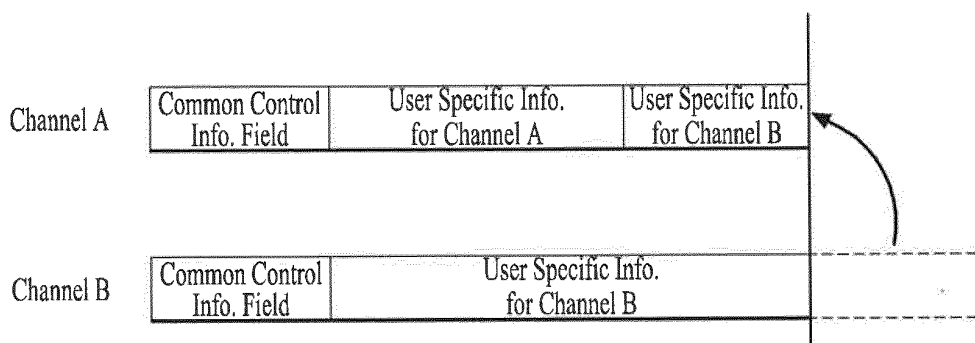 Channel A
Common Control
Info. Field
User Specific Info.
for Channel A
User Specific Info.
for Channel B
Channel B
Common Control
Info. Field
User Specific Info.
for Channel B